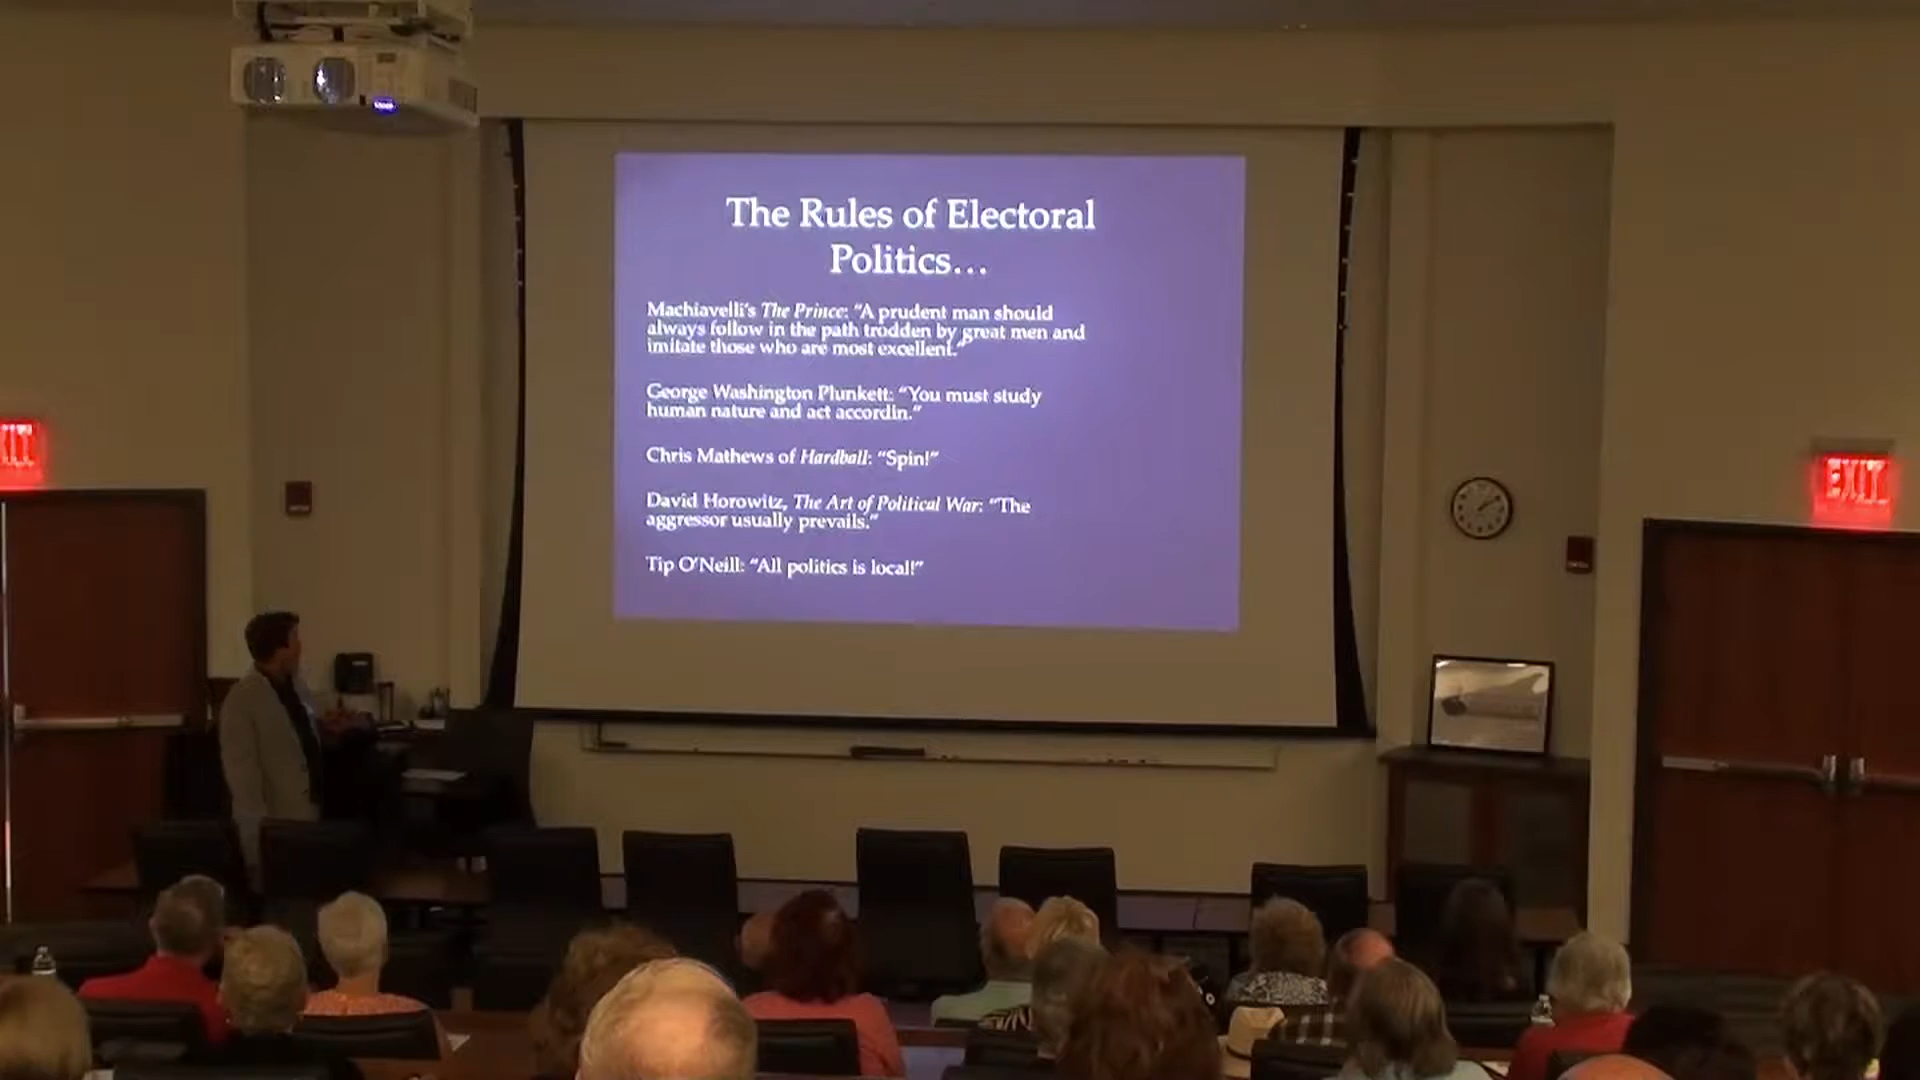 The Rules of Electoral
Politics…
Machiavelli's The Prince: “A prudent man should
always follow in the path trodden by great men and
imitate those who are most excellent.”
George Washington Plunkett: “You must study
human nature and act accordin.”
Chris Mathews of Hardball: “Spin!”
David Horowitz, The Art of Political War: “The
aggressor usually prevails.”
Tip O'Neill: “All politics is local!”
XIT
EXIT